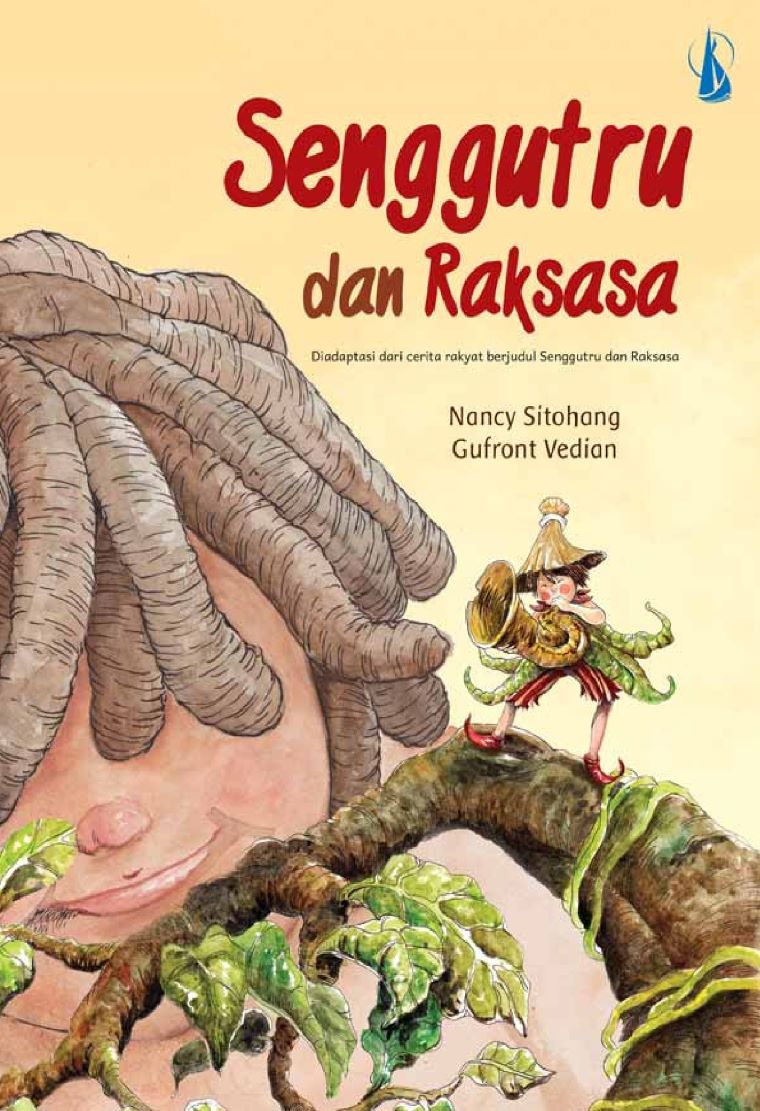 Senggutru
dan Raksasa
Diadaptasi dari cerita rakyat berjudul Senggutru dan Raksasa
Nancy Sitohang
Gufront Vedian